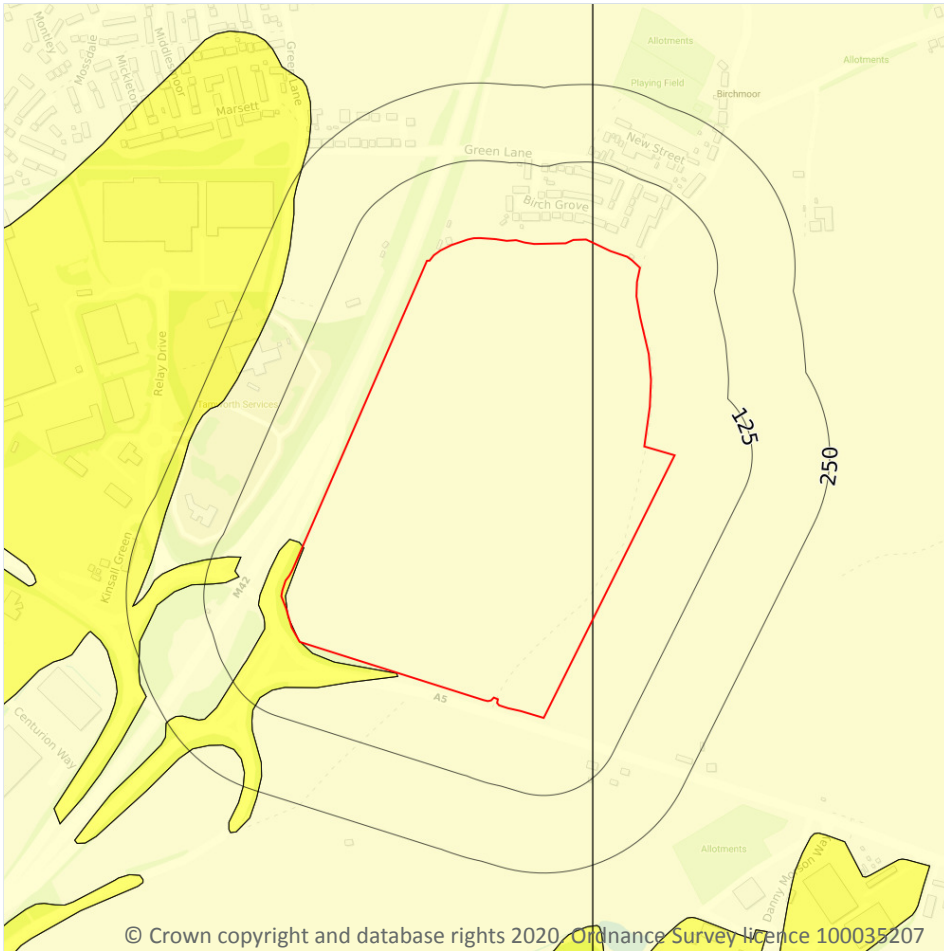 Montley
Mossdale
Mickleton
Middlesmoor
Green Lane
Marsett
Allotments
Allotments
Playing Field
Birchmoor
New Street
Green Lane
Birch Grove
Relay Drive
Tamworth Services
125
250
Kinsall Green
M42
A5
Centurion Way
Allotments
Danny Morson Way
© Crown copyright and database rights 2020. Ordnance Survey licence 100035207